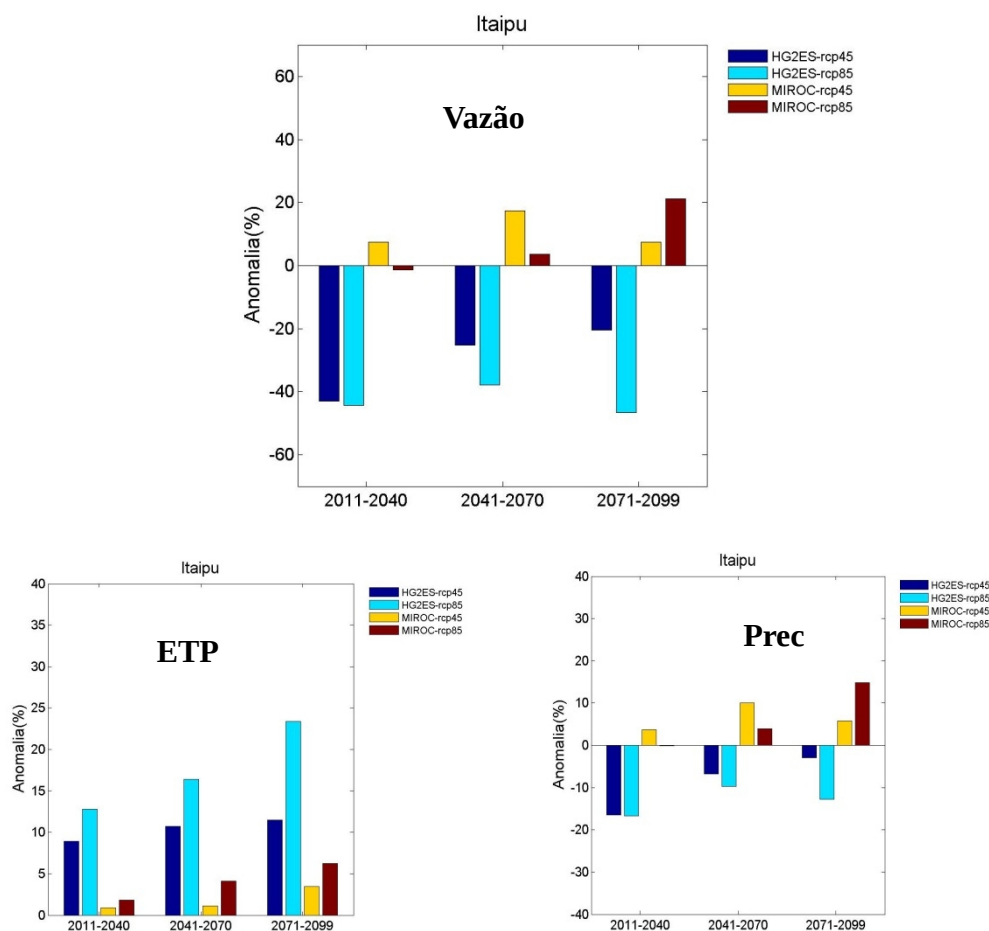 Itaipu
HG2ES-rcp45
HG2ES-rcp85
MIROC-rcp45
MIROC-rcp85
Vazão
Anomalia(%)
60
40
20
0
-20
-40
-60
2011-2040 2041-2070 2071-2099
Itaipu
HG2ES-rcp45
HG2ES-rcp85
MIROC-rcp45
MIROC-rcp85
ETP
Anomalia(%)
40
35
30
25
20
15
10
5
0
2011-2040 2041-2070 2071-2099
Itaipu
HG2ES-rcp45
HG2ES-rcp85
MIROC-rcp45
MIROC-rcp85
Prec
Anomalia(%)
40
30
20
10
0
-10
-20
-30
-40
2011-2040 2041-2070 2071-2099